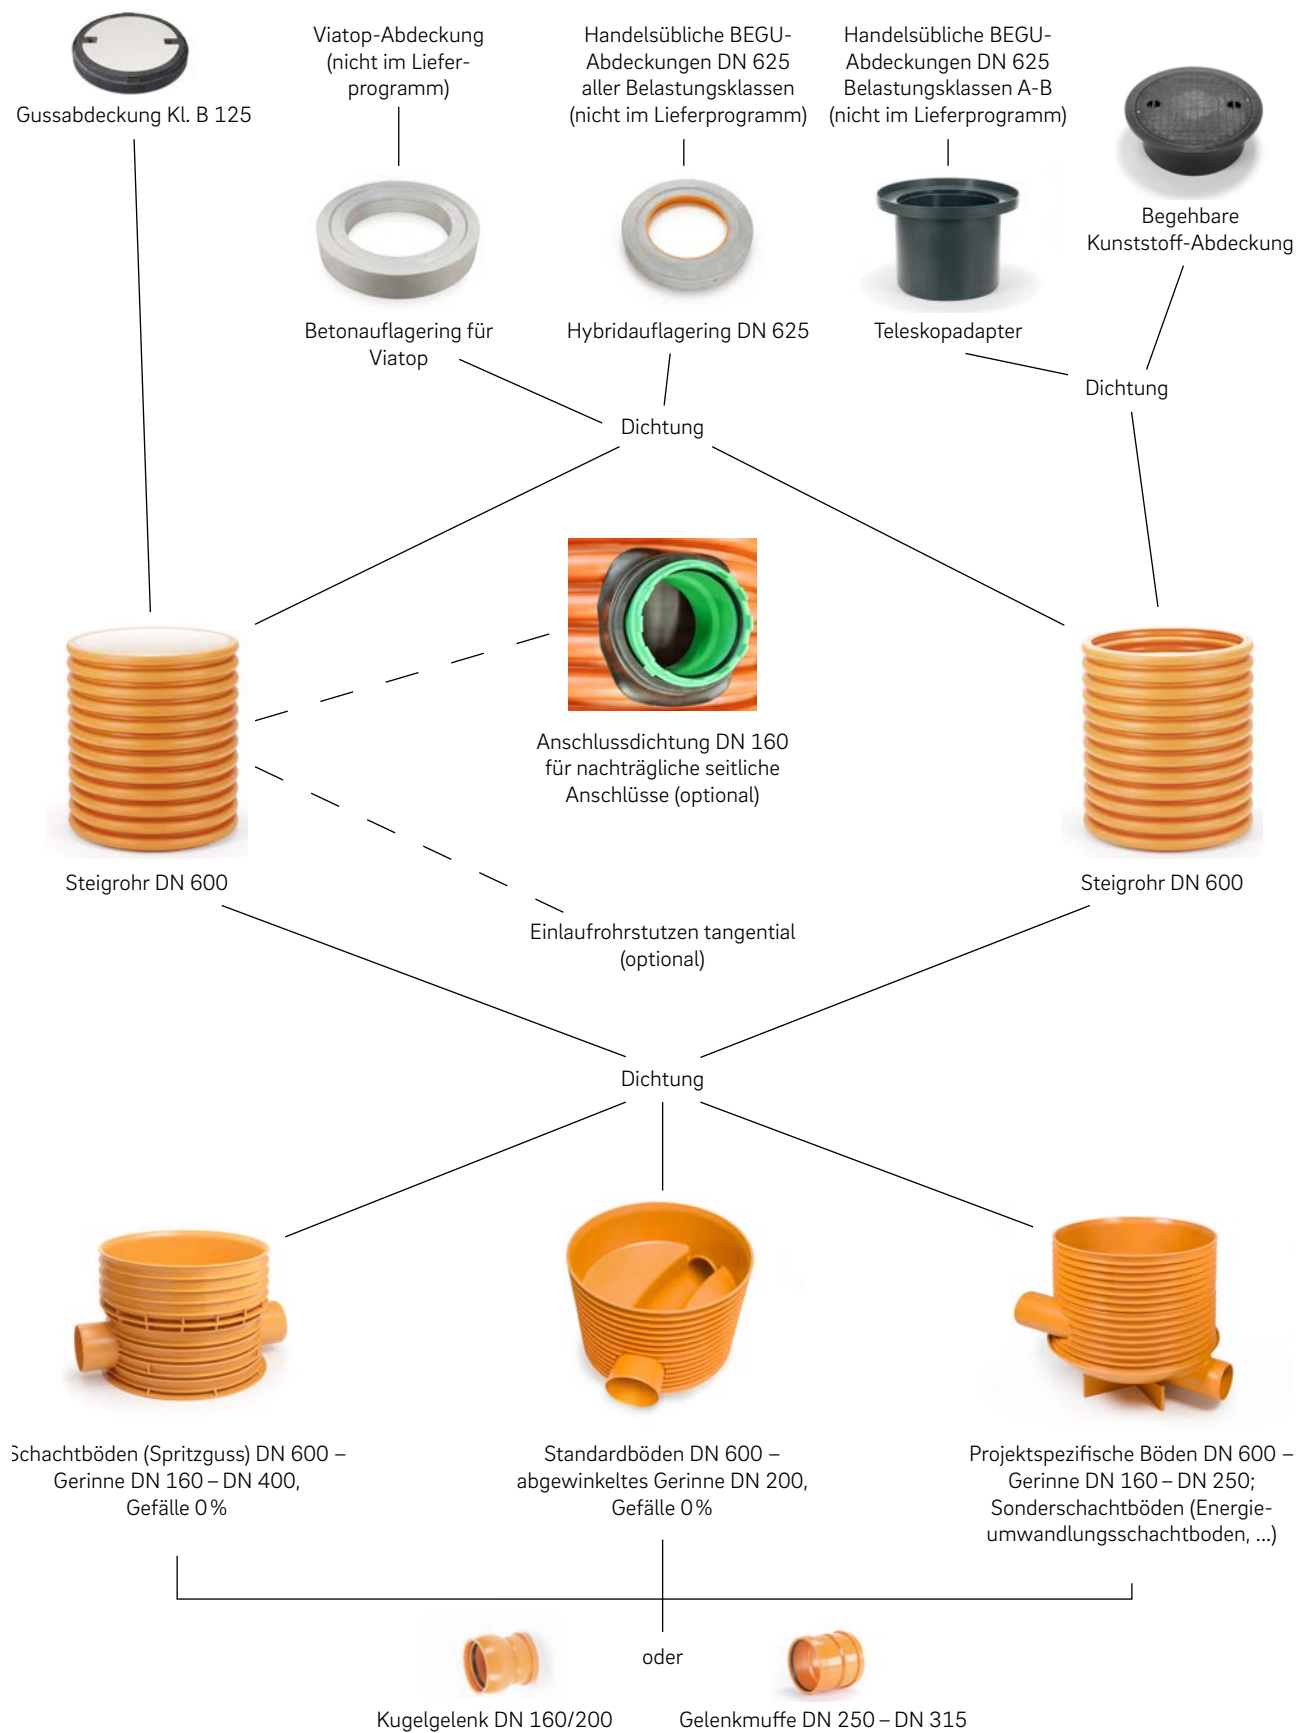 Gussabdeckung Kl. B 125
Viatop-Abdeckung
(nicht im Liefer-
programm)
Handelsübliche BEGU-
Abdeckungen DN 625
aller Belastungsklassen
(nicht im Lieferprogramm)
Handelsübliche BEGU-
Abdeckungen DN 625
Belastungsklassen A-B
(nicht im Lieferprogramm)
Begehbare
Kunststoff-Abdeckung
Betonauflagering für
Viatop
Hybridauflagering DN 625
Teleskopadapter
Dichtung
Dichtung
Anschlussdichtung DN 160
für nachträgliche seitliche
Anschlüsse (optional)
Steigrohr DN 600
Steigrohr DN 600
Einlaufrohrstutzen tangential
(optional)
Dichtung
Schachtböden (Spritzguss) DN 600 –
Gerinne DN 160 – DN 400,
Gefälle 0 %
Standardböden DN 600 –
abgewinkeltes Gerinne DN 200,
Gefälle 0 %
Projektspezifische Böden DN 600 –
Gerinne DN 160 – DN 250;
Sonderschachtböden (Energie-
umwandlungsschachtboden, ...)
oder
Kugelgelenk DN 160/200
Gelenkmuffe DN 250 – DN 315